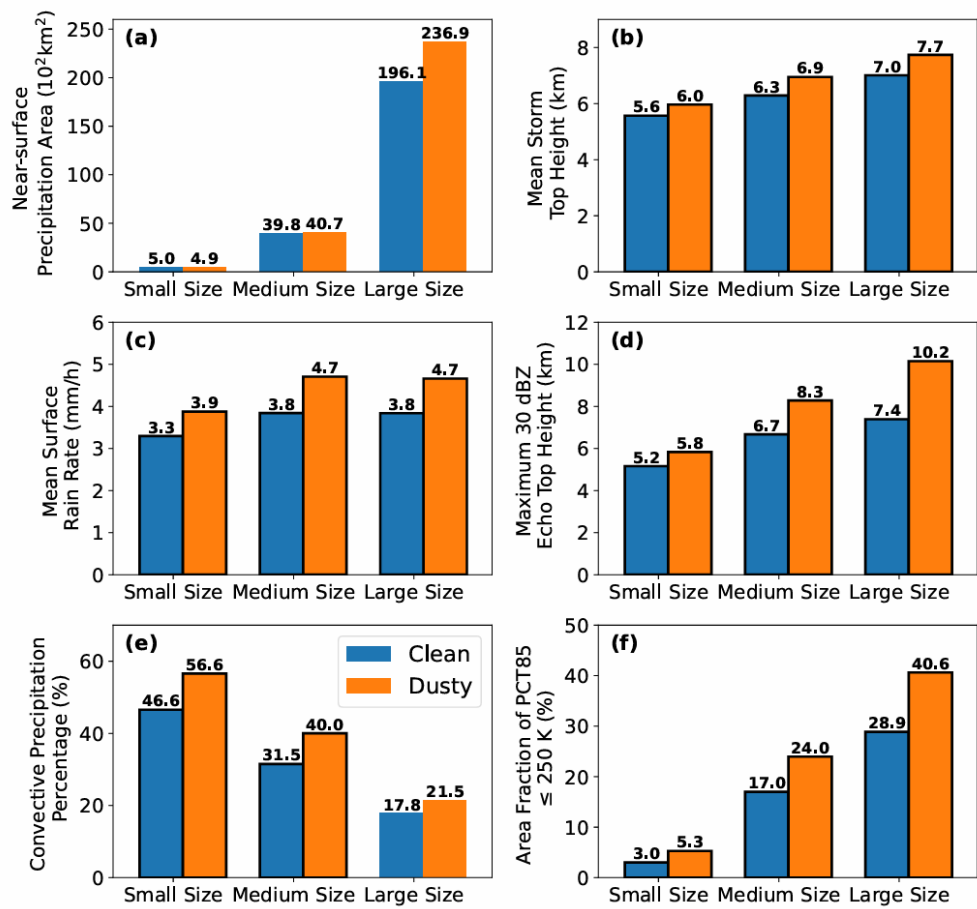 (a)
Near-surface
Precipitation Area (10²km²)
250
200
150
100
50
0
5.0 4.9
39.8 40.7
196.1 236.9
Small Size Medium Size Large Size
(b)
Mean Storm
Top Height (km)
8
6
4
2
0
5.6 6.0
6.3 6.9
7.0 7.7
Small Size Medium Size Large Size
(c)
Mean Surface
Rain Rate (mm/h)
6
5
4
3
2
1
0
3.3 3.9
3.8 4.7
3.8 4.7
Small Size Medium Size Large Size
(d)
Maximum 30 dBZ
Echo Top Height (km)
12
10
8
6
4
2
0
5.2 5.8
6.7 8.3
7.4 10.2
Small Size Medium Size Large Size
(e)
Convective Precipitation
Percentage (%)
60
40
20
0
46.6 56.6
31.5 40.0
17.8 21.5
Clean
Dusty
Small Size Medium Size Large Size
(f)
Area Fraction of PCT85
≤ 250 K (%)
50
40
30
20
10
0
3.0 5.3
17.0 24.0
28.9 40.6
Small Size Medium Size Large Size